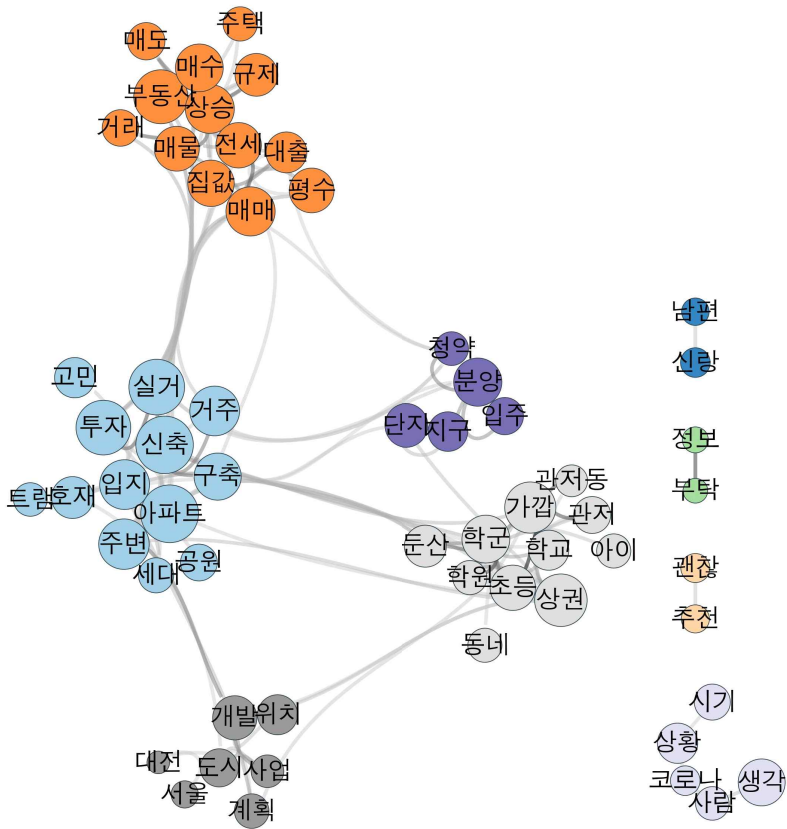 주택
매도
매수
규제
부동산
상승
거래
매물
전세
대출
집값
평수
매매
남편
신랑
청약
분양
단지
지구
입주
고민
실거
거주
투자
신축
입지
구축
트램
호재
아파트
주변
세대
공원
정보
부탁
관저동
가깝
관저
둔산
학군
학교
아이
학원
초등
상권
동네
괜찮
추천
개발
위치
대전
도시
사업
서울
계획
시기
상황
코로나
생각
사람